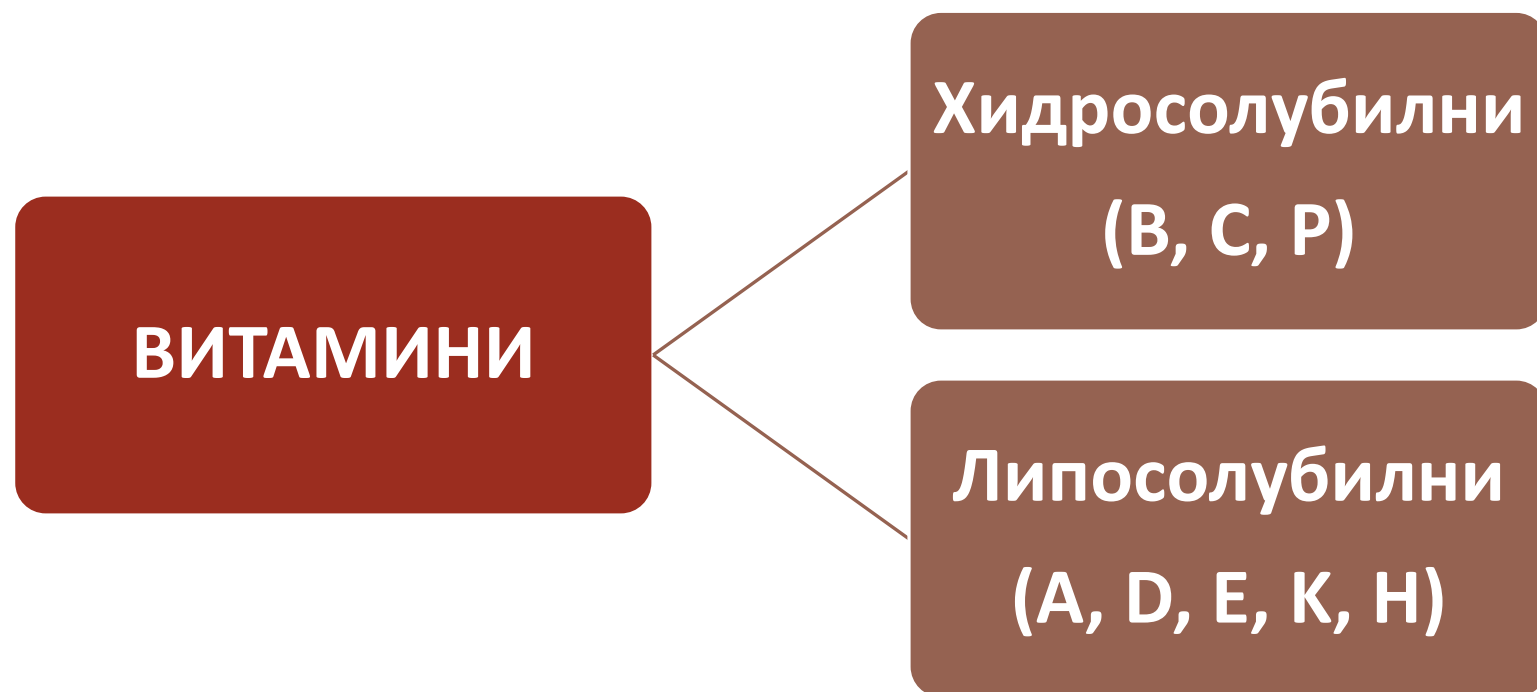 ВИТАМИНИ
Хидросолубилни
(B, C, P)
Липосолубилни
(A, D, E, K, H)